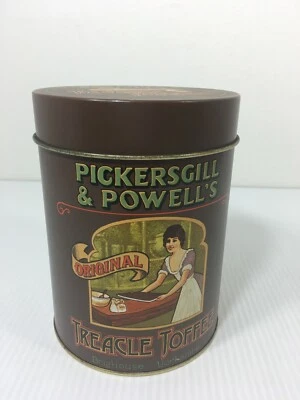 PICKERSGILL
& POWELL'S
ORIGINAL
TREACLE TOFFEE